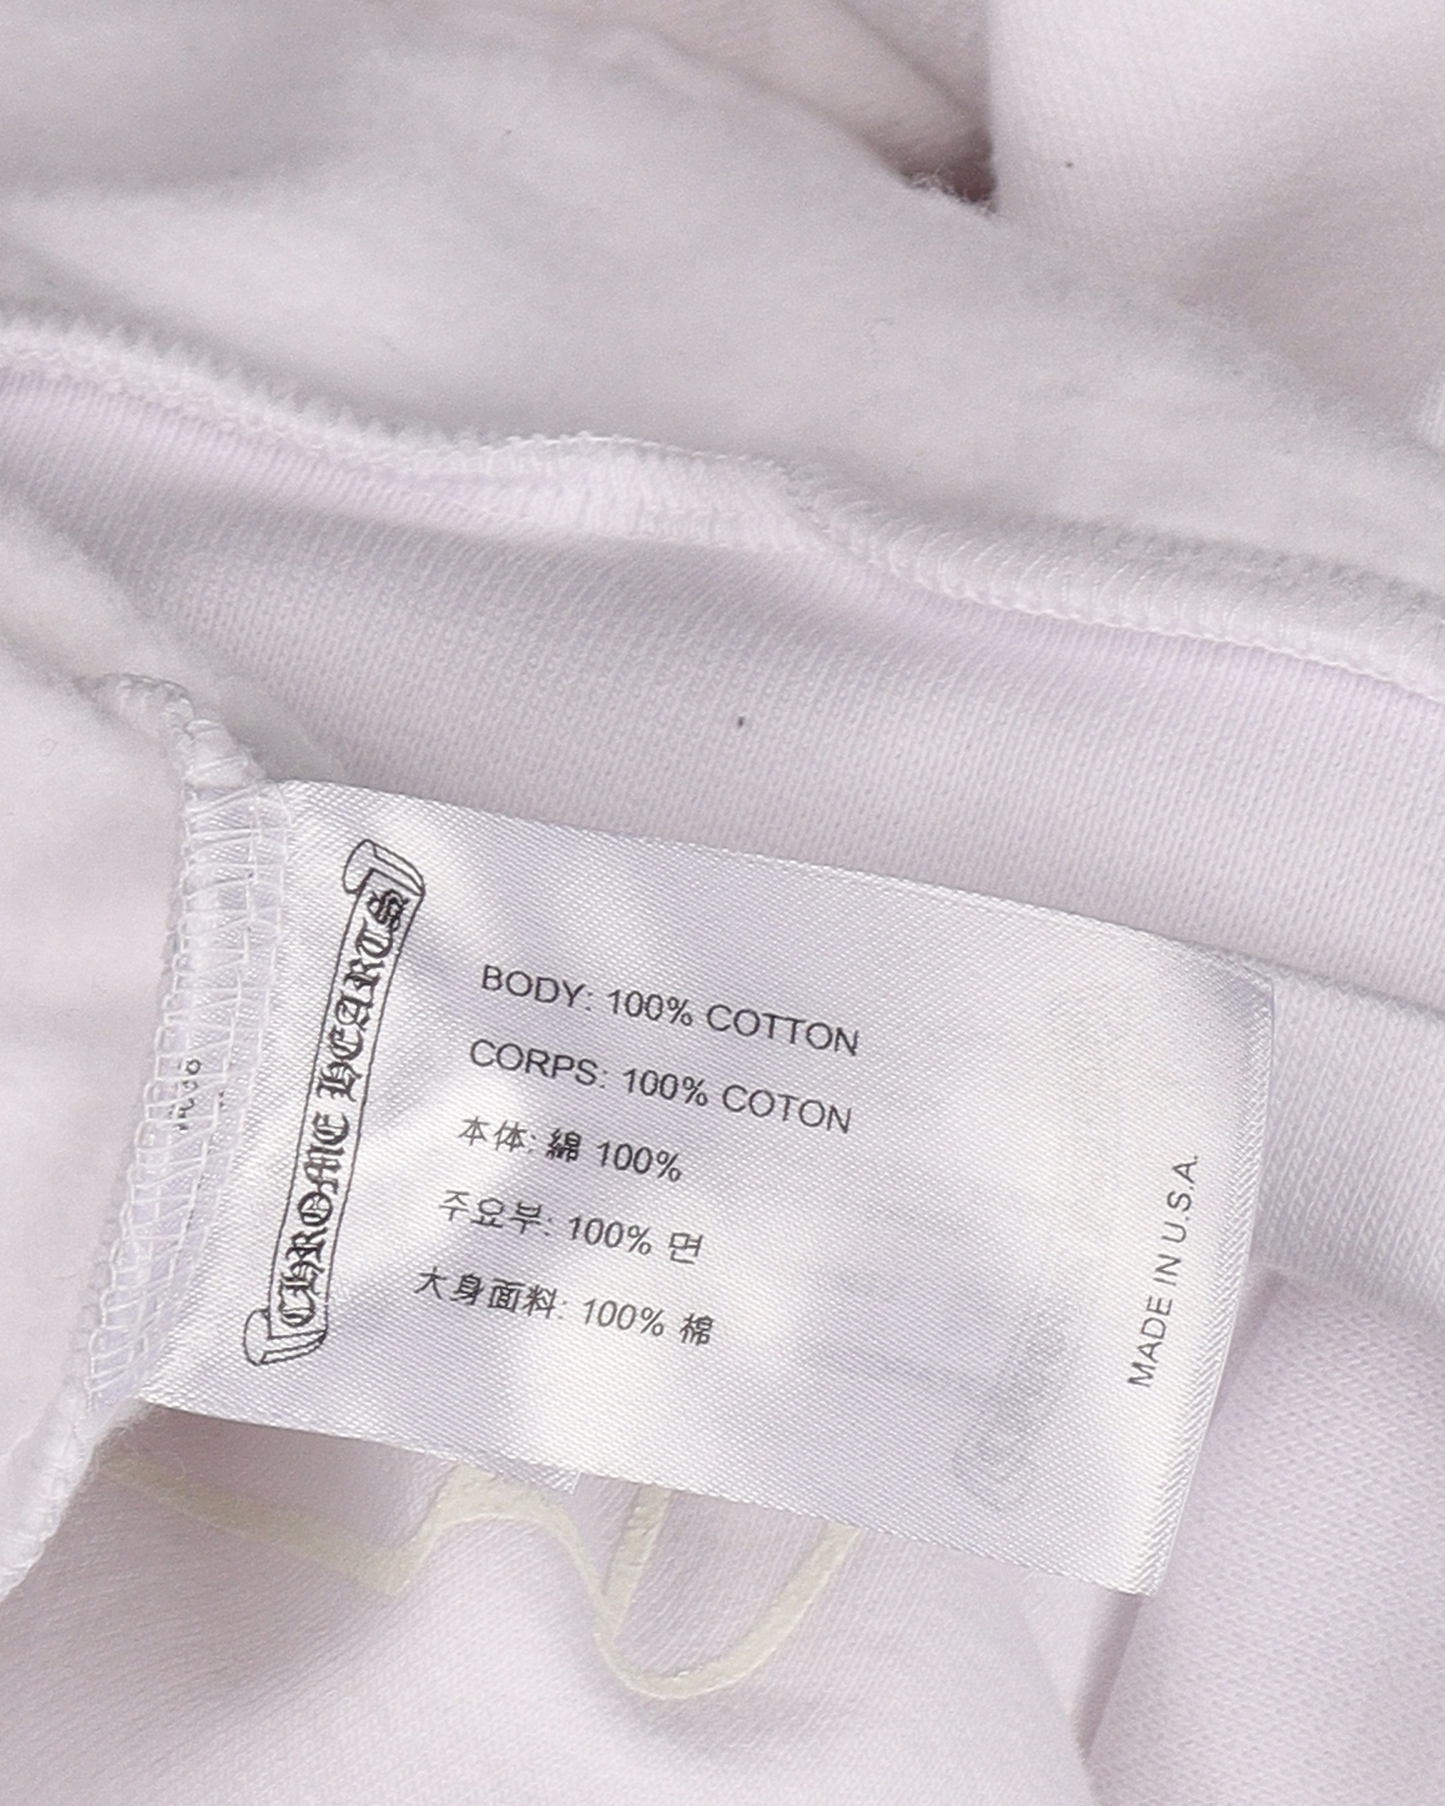 CHROME HEARTS
BODY: 100% COTTON
CORPS: 100% COTON
本体: 綿 100%
주요부: 100% 면
大身面料: 100% 棉
MADE IN U.S.A.